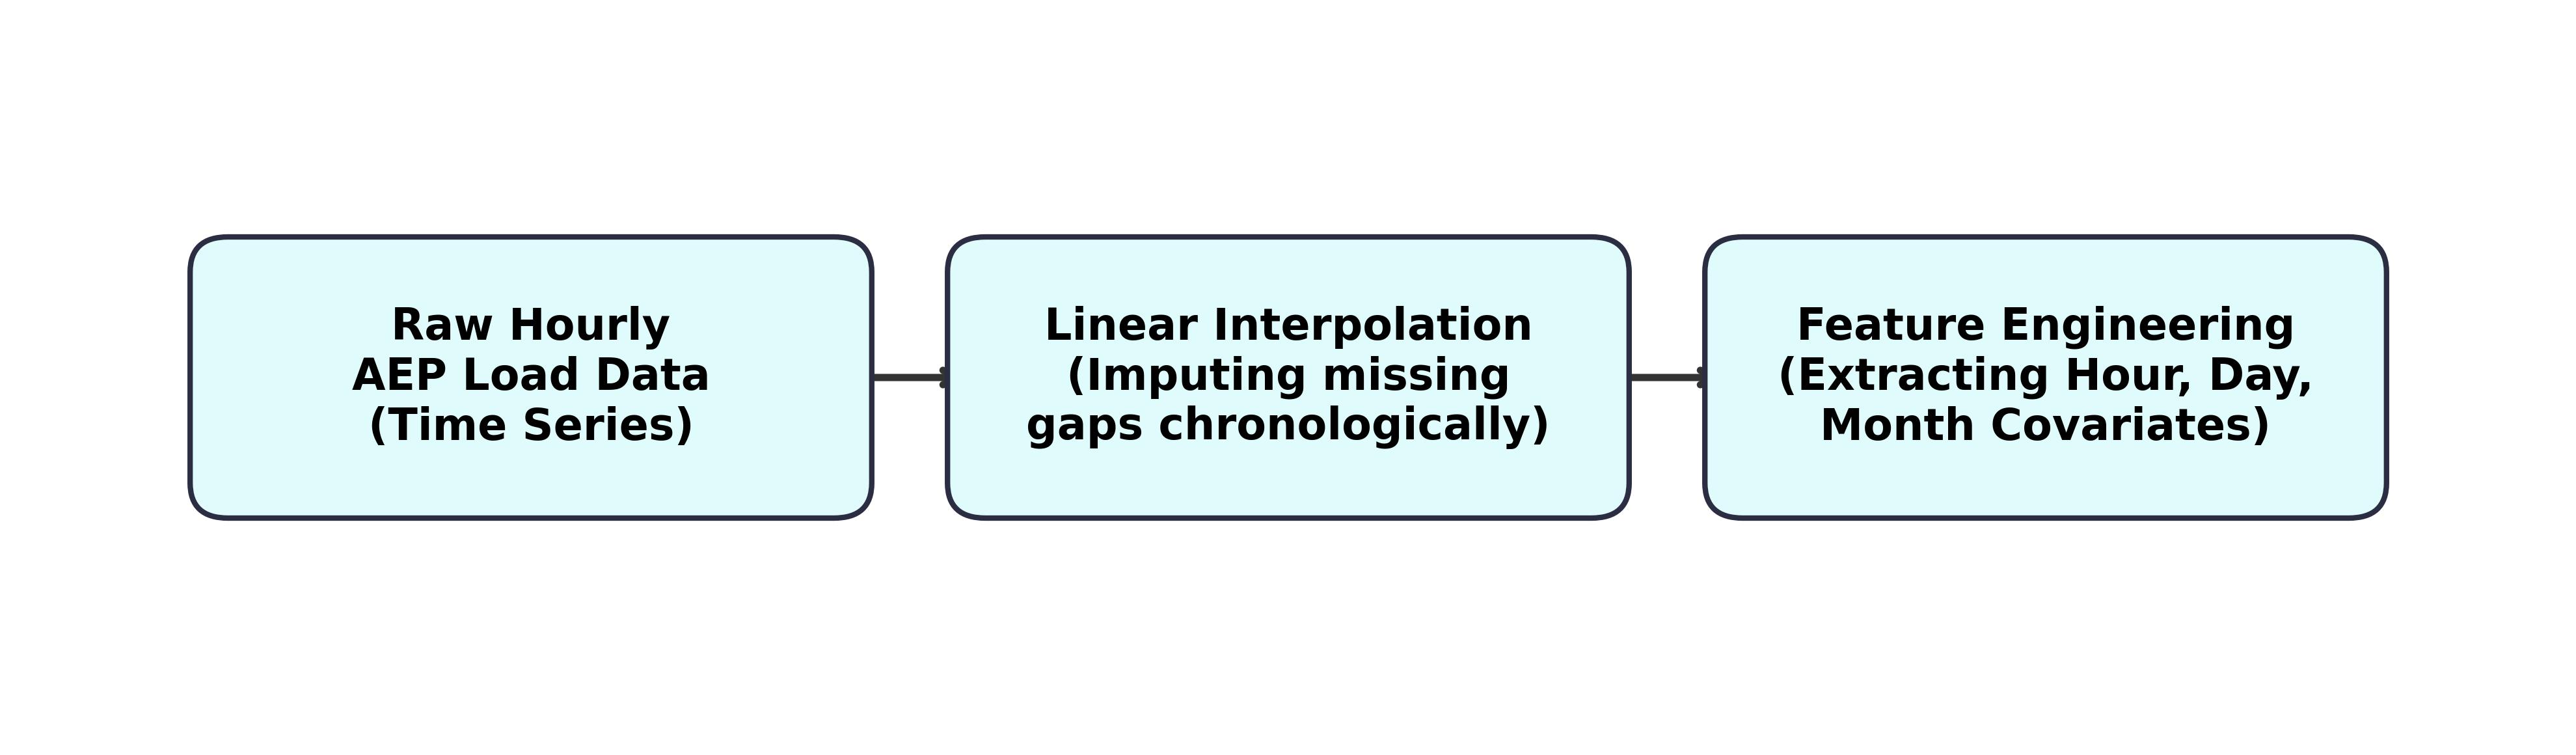 Raw Hourly
AEP Load Data
(Time Series)
Linear Interpolation
(Imputing missing
gaps chronologically)
Feature Engineering
(Extracting Hour, Day,
Month Covariates)